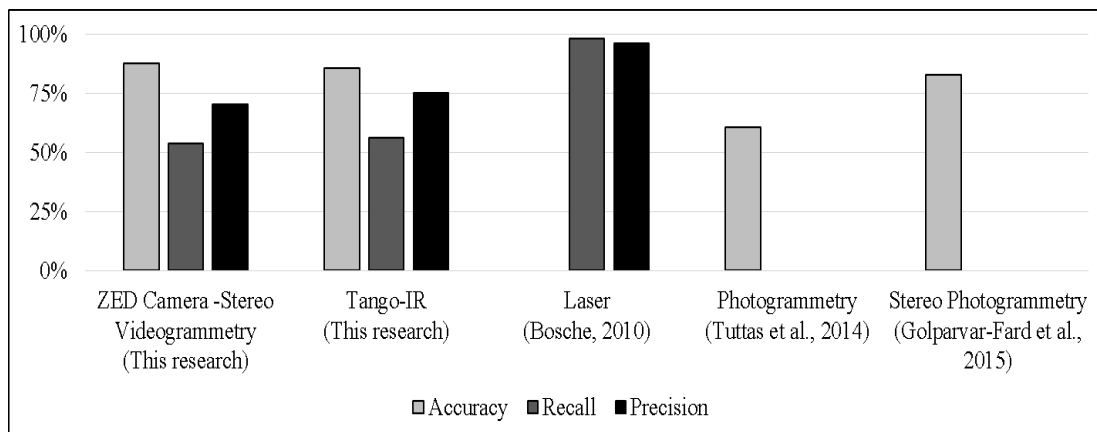 100%
75%
50%
25%
0%
ZED Camera -Stereo
Videogrammetry
(This research)
Tango-IR
(This research)
Laser
(Bosche, 2010)
Photogrammetry
(Tuttas et al., 2014)
Stereo Photogrammetry
(Golparvar-Fard et al.,
2015)
Accuracy Recall Precision